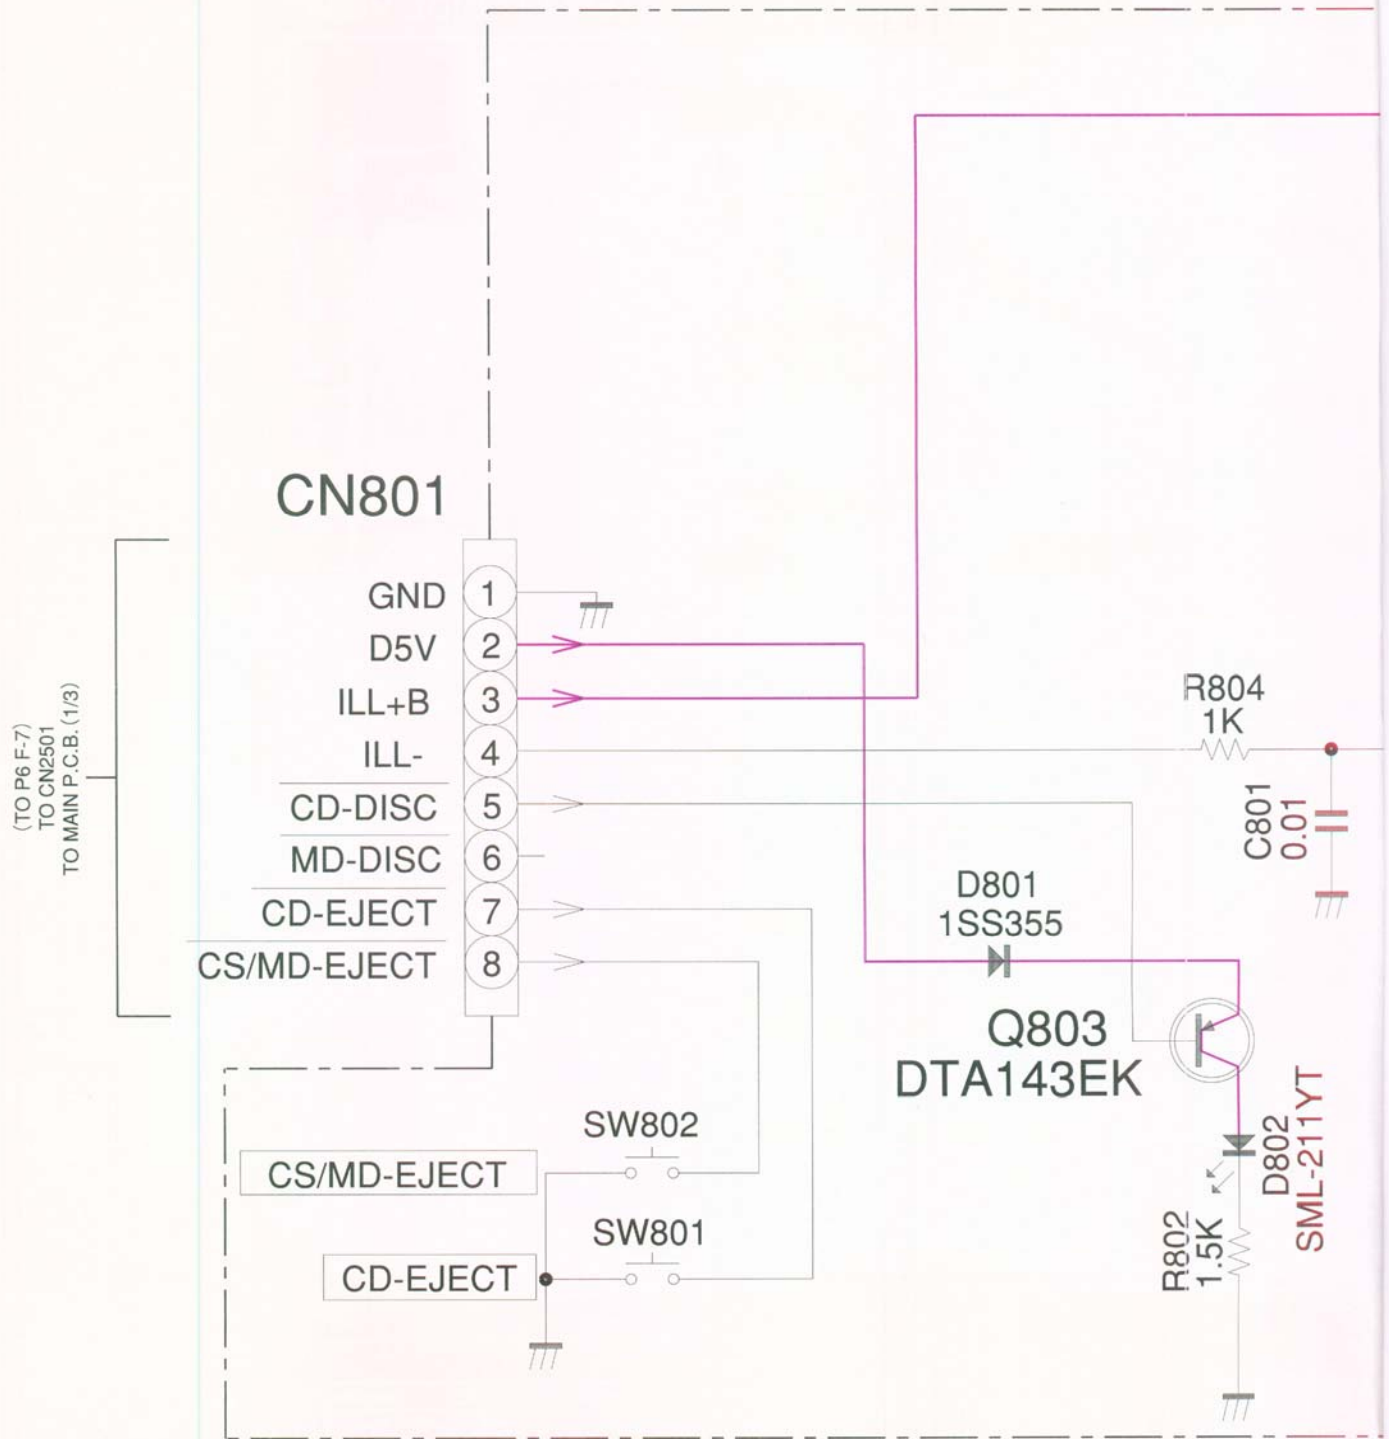 CN801
GND 1
D5V 2
ILL+B 3
ILL- 4
CD-DISC 5
MD-DISC 6
CD-EJECT 7
CS/MD-EJECT 8
(TO P6 F-7)
TO CN2501
TO MAIN P.C.B. (1/3)
R804
1K
C801
0.01
D801
1SS355
Q803
DTA143EK
D802
SML-211YT
R802
1.5K
SW802
CS/MD-EJECT
SW801
CD-EJECT